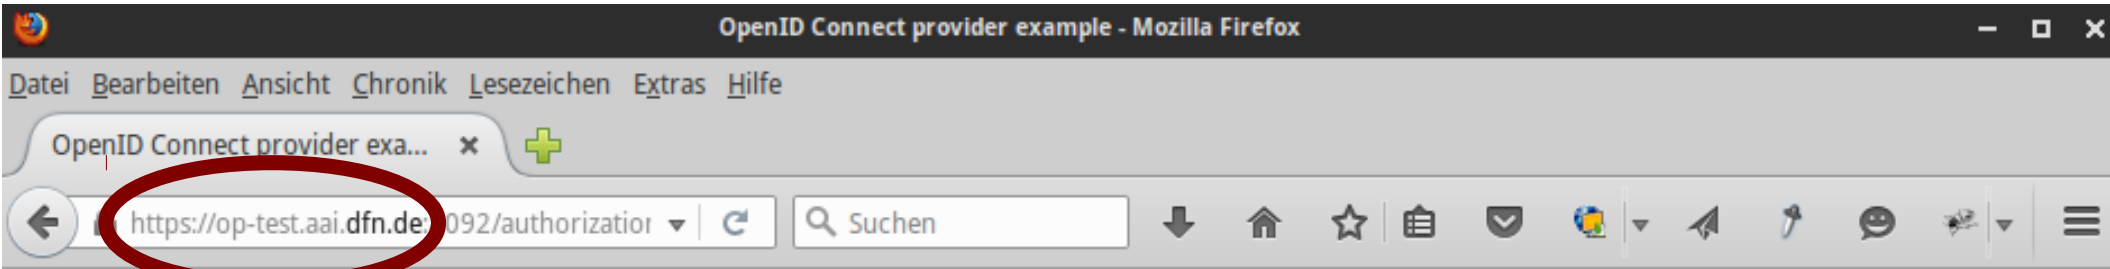 OpenID Connect provider example - Mozilla Firefox
Datei Bearbeiten Ansicht Chronik Lesezeichen Extras Hilfe
OpenID Connect provider exa...
https://op-test.aai.dfn.de: 092/authorization Suchen